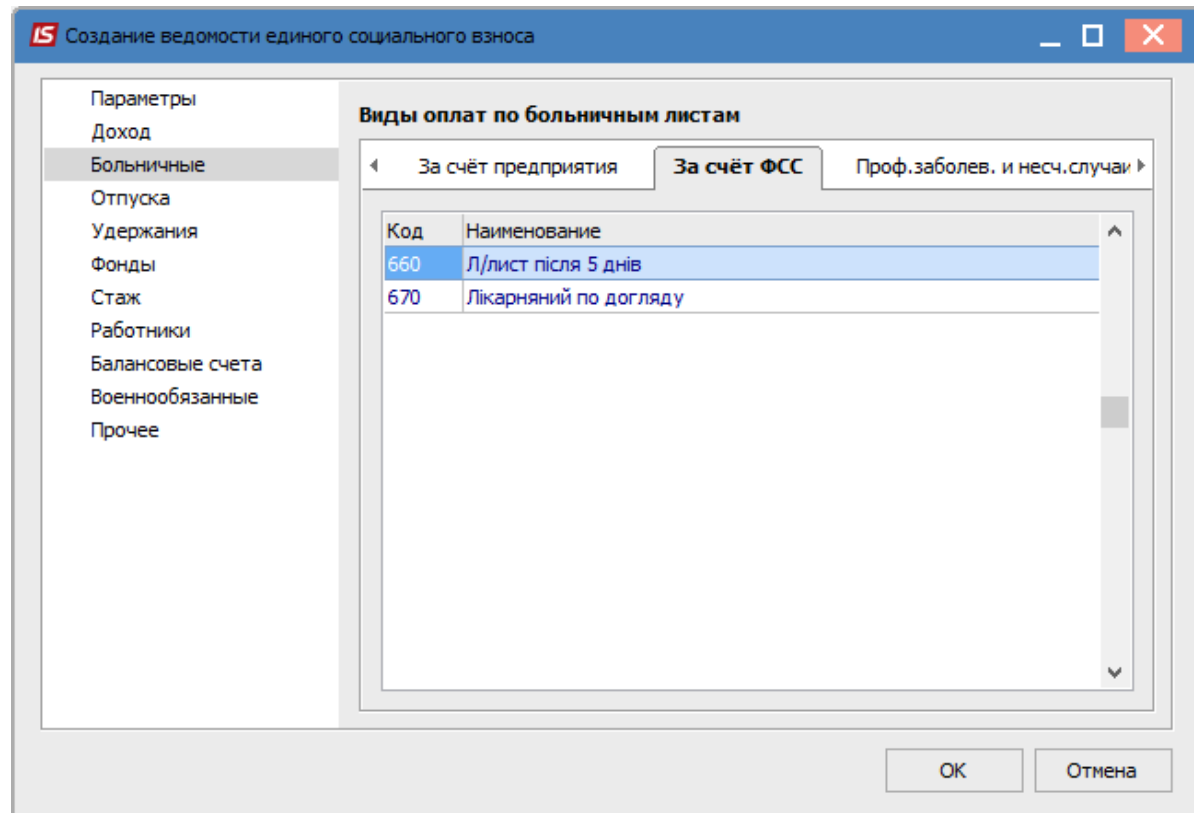 IS Создание ведомости единого социального взноса
Параметры
Доход
Больничные
Отпуска
Удержания
Фонды
Стаж
Работники
Балансовые счета
Военнообязанные
Прочее
Виды оплат по больничным листам
За счёт предприятия За счёт ФСС Проф.заболев. и несч.случаи
Код Наименование
660 Л/лист після 5 днів
670 Лікарняний по догляду
OK Отмена